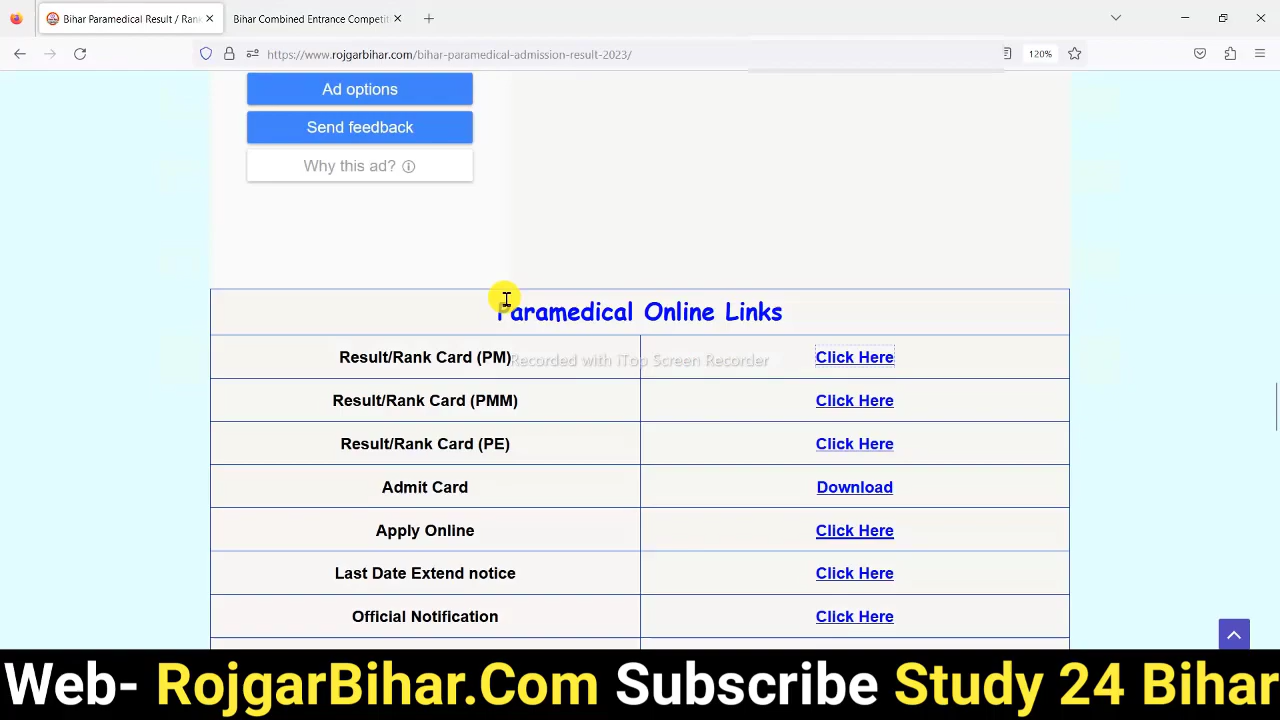 Bihar Paramedical Result / Rank
Bihar Combined Entrance Competit
https://www.rojgarbihar.com/bihar-paramedical-admission-result-2023/
120%
Ad options
Send feedback
Why this ad?
Paramedical Online Links
Result/Rank Card (PM) Click Here
Recorded with iTop Screen Recorder
Result/Rank Card (PMM) Click Here
Result/Rank Card (PE) Click Here
Admit Card Download
Apply Online Click Here
Last Date Extend notice Click Here
Official Notification Click Here
Web- RojgarBihar.Com Subscribe Study 24 Bihar